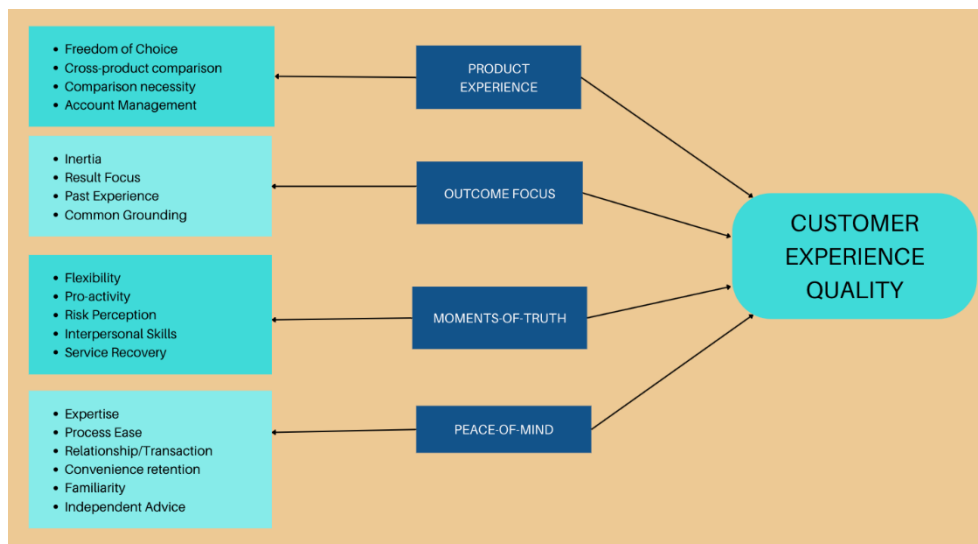 Freedom of Choice
Cross-product comparison
Comparison necessity
Account Management
PRODUCT
EXPERIENCE
Inertia
Result Focus
Past Experience
Common Grounding
OUTCOME FOCUS
CUSTOMER
EXPERIENCE
QUALITY
Flexibility
Pro-activity
Risk Perception
Interpersonal Skills
Service Recovery
MOMENTS-OF-TRUTH
Expertise
Process Ease
Relationship/Transaction
Convenience retention
Familiarity
Independent Advice
PEACE-OF-MIND